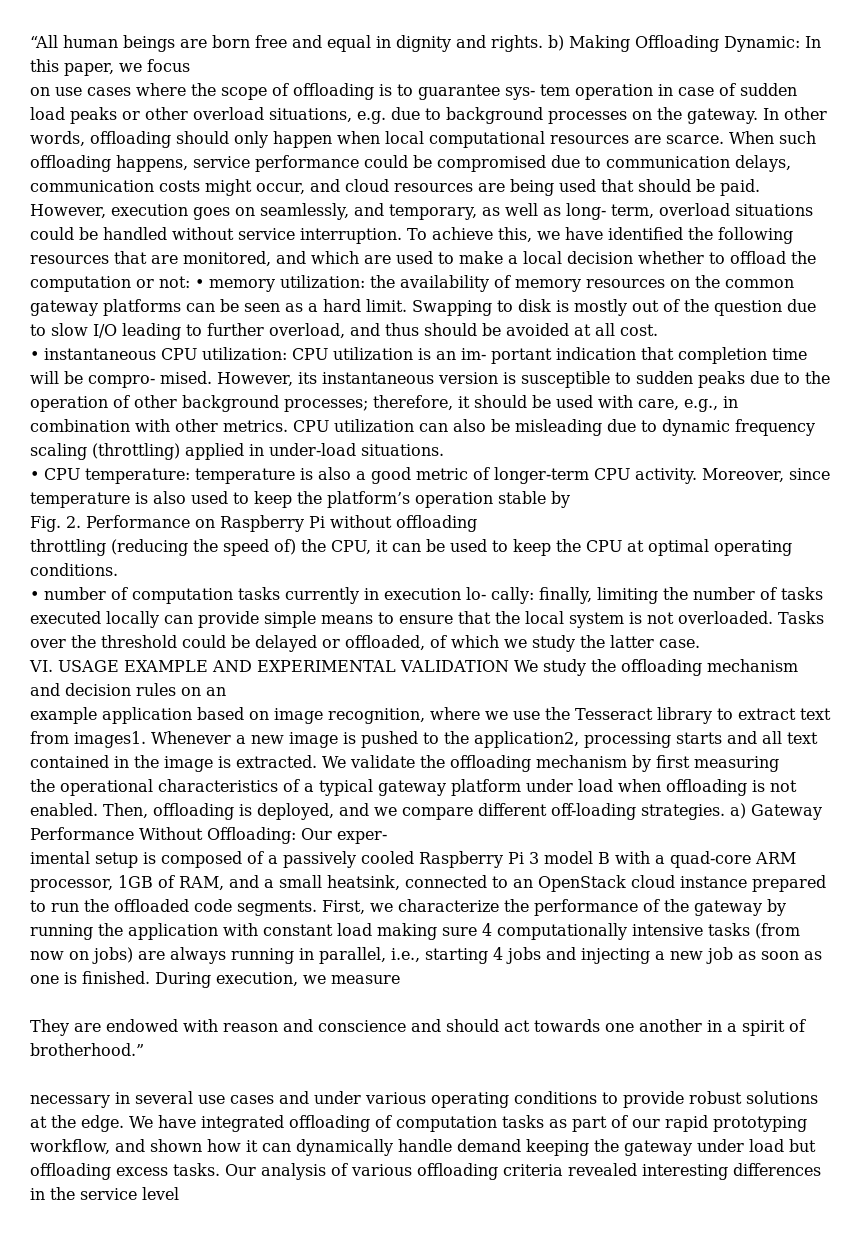 “All human beings are born free and equal in dignity and rights. b) Making Offloading Dynamic: In
this paper, we focus
on use cases where the scope of offloading is to guarantee sys- tem operation in case of sudden
load peaks or other overload situations, e.g. due to background processes on the gateway. In other
words, offloading should only happen when local computational resources are scarce. When such
offloading happens, service performance could be compromised due to communication delays,
communication costs might occur, and cloud resources are being used that should be paid.
However, execution goes on seamlessly, and temporary, as well as long- term, overload situations
could be handled without service interruption. To achieve this, we have identified the following
resources that are monitored, and which are used to make a local decision whether to offload the
computation or not: • memory utilization: the availability of memory resources on the common
gateway platforms can be seen as a hard limit. Swapping to disk is mostly out of the question due
to slow I/O leading to further overload, and thus should be avoided at all cost.
• instantaneous CPU utilization: CPU utilization is an im- portant indication that completion time
will be compro- mised. However, its instantaneous version is susceptible to sudden peaks due to the
operation of other background processes; therefore, it should be used with care, e.g., in
combination with other metrics. CPU utilization can also be misleading due to dynamic frequency
scaling (throttling) applied in under-load situations.
• CPU temperature: temperature is also a good metric of longer-term CPU activity. Moreover, since
temperature is also used to keep the platform’s operation stable by
Fig. 2. Performance on Raspberry Pi without offloading
throttling (reducing the speed of) the CPU, it can be used to keep the CPU at optimal operating
conditions.
• number of computation tasks currently in execution lo- cally: finally, limiting the number of tasks
executed locally can provide simple means to ensure that the local system is not overloaded. Tasks
over the threshold could be delayed or offloaded, of which we study the latter case.
VI. USAGE EXAMPLE AND EXPERIMENTAL VALIDATION We study the offloading mechanism
and decision rules on an
example application based on image recognition, where we use the Tesseract library to extract text
from images1. Whenever a new image is pushed to the application2, processing starts and all text
contained in the image is extracted. We validate the offloading mechanism by first measuring
the operational characteristics of a typical gateway platform under load when offloading is not
enabled. Then, offloading is deployed, and we compare different off-loading strategies. a) Gateway
Performance Without Offloading: Our exper-
imental setup is composed of a passively cooled Raspberry Pi 3 model B with a quad-core ARM
processor, 1GB of RAM, and a small heatsink, connected to an OpenStack cloud instance prepared
to run the offloaded code segments. First, we characterize the performance of the gateway by
running the application with constant load making sure 4 computationally intensive tasks (from
now on jobs) are always running in parallel, i.e., starting 4 jobs and injecting a new job as soon as
one is finished. During execution, we measure
They are endowed with reason and conscience and should act towards one another in a spirit of
brotherhood.”
necessary in several use cases and under various operating conditions to provide robust solutions
at the edge. We have integrated offloading of computation tasks as part of our rapid prototyping
workflow, and shown how it can dynamically handle demand keeping the gateway under load but
offloading excess tasks. Our analysis of various offloading criteria revealed interesting differences
in the service level